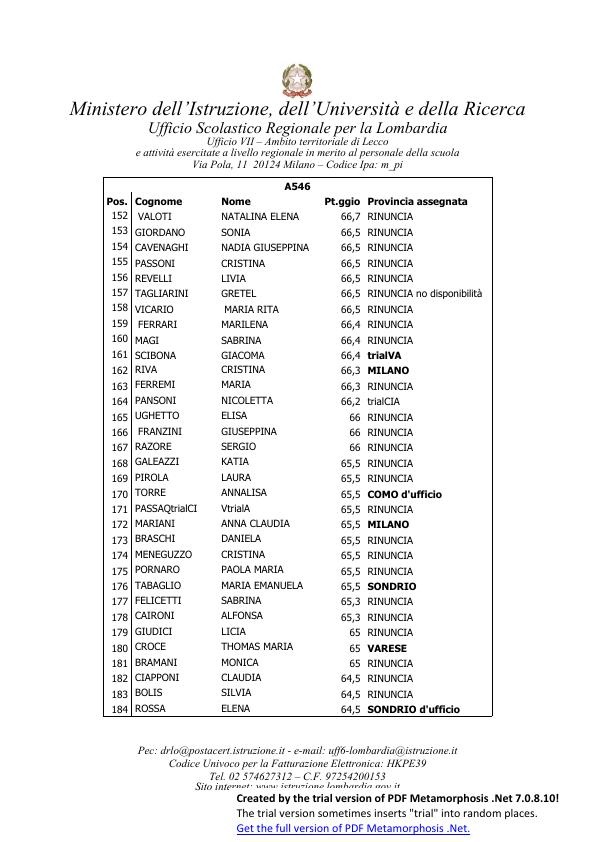 Ministero dell'Istruzione, dell'Università e della Ricerca
Ufficio Scolastico Regionale per la Lombardia
Ufficio VII – Ambito territoriale di Lecco
e attività esercitate a livello regionale in merito al personale della scuola
Via Pola, 11 20124 Milano – Codice Ipa: m_pi
A546
Pos. Cognome Nome Pt.ggio Provincia assegnata
152 VALOTI NATALINA ELENA 66,7 RINUNCIA
153 GIORDANO SONIA 66,5 RINUNCIA
154 CAVENAGHI NADIA GIUSEPPINA 66,5 RINUNCIA
155 PASSONI CRISTINA 66,5 RINUNCIA
156 REVELLI LIVIA 66,5 RINUNCIA
157 TAGLIARINI GRETEL 66,5 RINUNCIA no disponibilità
158 VICARIO MARIA RITA 66,5 RINUNCIA
159 FERRARI MARILENA 66,4 RINUNCIA
160 MAGI SABRINA 66,4 RINUNCIA
161 SCIBONA GIACOMA 66,4 trialVA
162 RIVA CRISTINA 66,3 MILANO
163 FERREMI MARIA 66,3 RINUNCIA
164 PANSONI NICOLETTA 66,2 trialCIA
165 UGHETTO ELISA 66 RINUNCIA
166 FRANZINI GIUSEPPINA 66 RINUNCIA
167 RAZORE SERGIO 66 RINUNCIA
168 GALEAZZI KATIA 65,5 RINUNCIA
169 PIROLA LAURA 65,5 RINUNCIA
170 TORRE ANNALISA 65,5 COMO d'ufficio
171 PASSAQtrialCI VtrialA 65,5 RINUNCIA
172 MARIANI ANNA CLAUDIA 65,5 MILANO
173 BRASCHI DANIELA 65,5 RINUNCIA
174 MENEGUZZO CRISTINA 65,5 RINUNCIA
175 PORNARO PAOLA MARIA 65,5 RINUNCIA
176 TABAGLIO MARIA EMANUELA 65,5 SONDRIO
177 FELICETTI SABRINA 65,3 RINUNCIA
178 CAIRONI ALFONSA 65,3 RINUNCIA
179 GIUDICI LICIA 65 RINUNCIA
180 CROCE THOMAS MARIA 65 VARESE
181 BRAMANI MONICA 65 RINUNCIA
182 CIAPPONI CLAUDIA 64,5 RINUNCIA
183 BOLIS SILVIA 64,5 RINUNCIA
184 ROSSA ELENA 64,5 SONDRIO d'ufficio
Pec: drlo@postacert.istruzione.it - e-mail: uff6-lombardia@istruzione.it
Codice Univoco per la Fatturazione Elettronica: HKPE39
Tel. 02 574627312 – C.F. 97254200153
Sito internet: www.istruzione.lombardia.gov.it
Created by the trial version of PDF Metamorphosis .Net 7.0.8.10!
The trial version sometimes inserts "trial" into random places.
Get the full version of PDF Metamorphosis .Net.